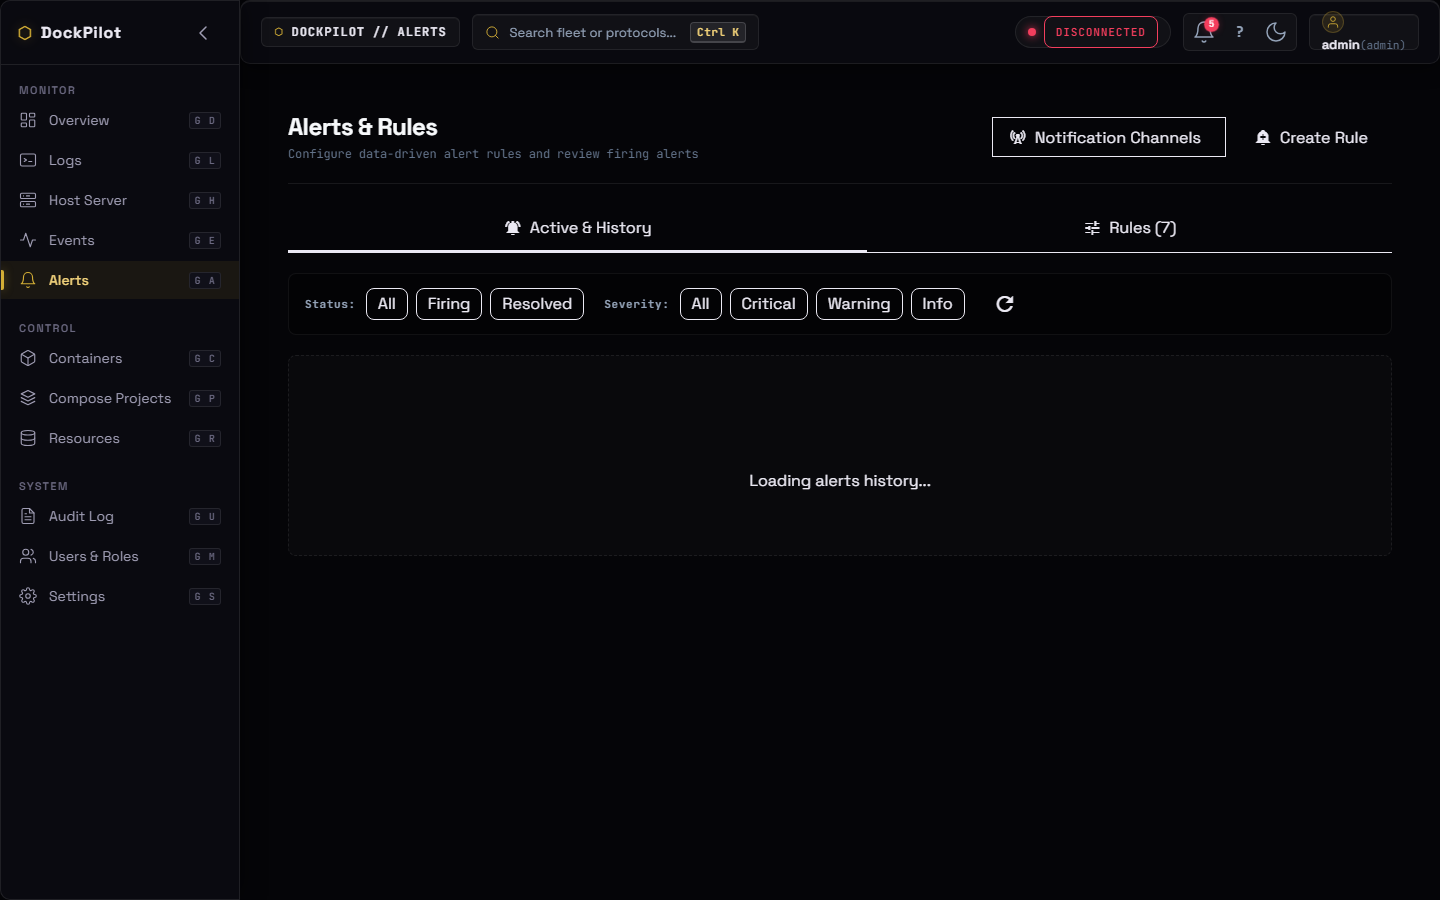 DockPilot
MONITOR
Overview G D
Logs G L
Host Server G H
Events G E
Alerts G A
CONTROL
Containers G C
Compose Projects G P
Resources G R
SYSTEM
Audit Log G U
Users & Roles G M
Settings G S
DOCKPILOT // ALERTS
Search fleet or protocols... Ctrl K
DISCONNECTED
5
?
admin(admin)
Alerts & Rules
Configure data-driven alert rules and review firing alerts
Notification Channels
Create Rule
Active & History
Rules (7)
Status: All Firing Resolved Severity: All Critical Warning Info
Loading alerts history...